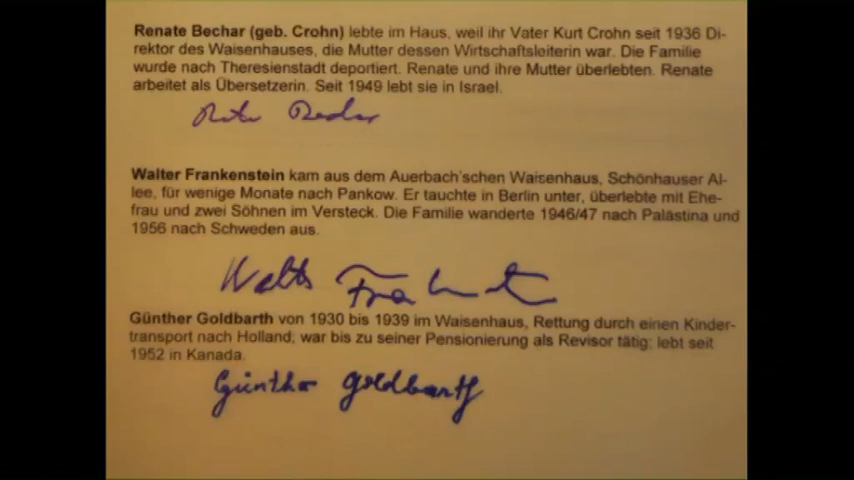 Renate Bechar (geb. Crohn) lebte im Haus, weil ihr Vater Kurt Crohn seit 1936 Di-
rektor des Waisenhauses, die Mutter dessen Wirtschaftsleiterin war. Die Familie
wurde nach Theresienstadt deportiert. Renate und ihre Mutter überlebten. Renate
arbeitet als Übersetzerin. Seit 1949 lebt sie in Israel.
Walter Frankenstein kam aus dem Auerbach'schen Waisenhaus, Schönhauser Al-
lee, für wenige Monate nach Pankow. Er tauchte in Berlin unter, überlebte mit Ehe-
frau und zwei Söhnen im Versteck. Die Familie wanderte 1946/47 nach Palästina und
1956 nach Schweden aus.
Günther Goldbarth von 1930 bis 1939 im Waisenhaus, Rettung durch einen Kinder-
transport nach Holland; war bis zu seiner Pensionierung als Revisor tätig; lebt seit
1952 in Kanada.
Günther Goldbarth